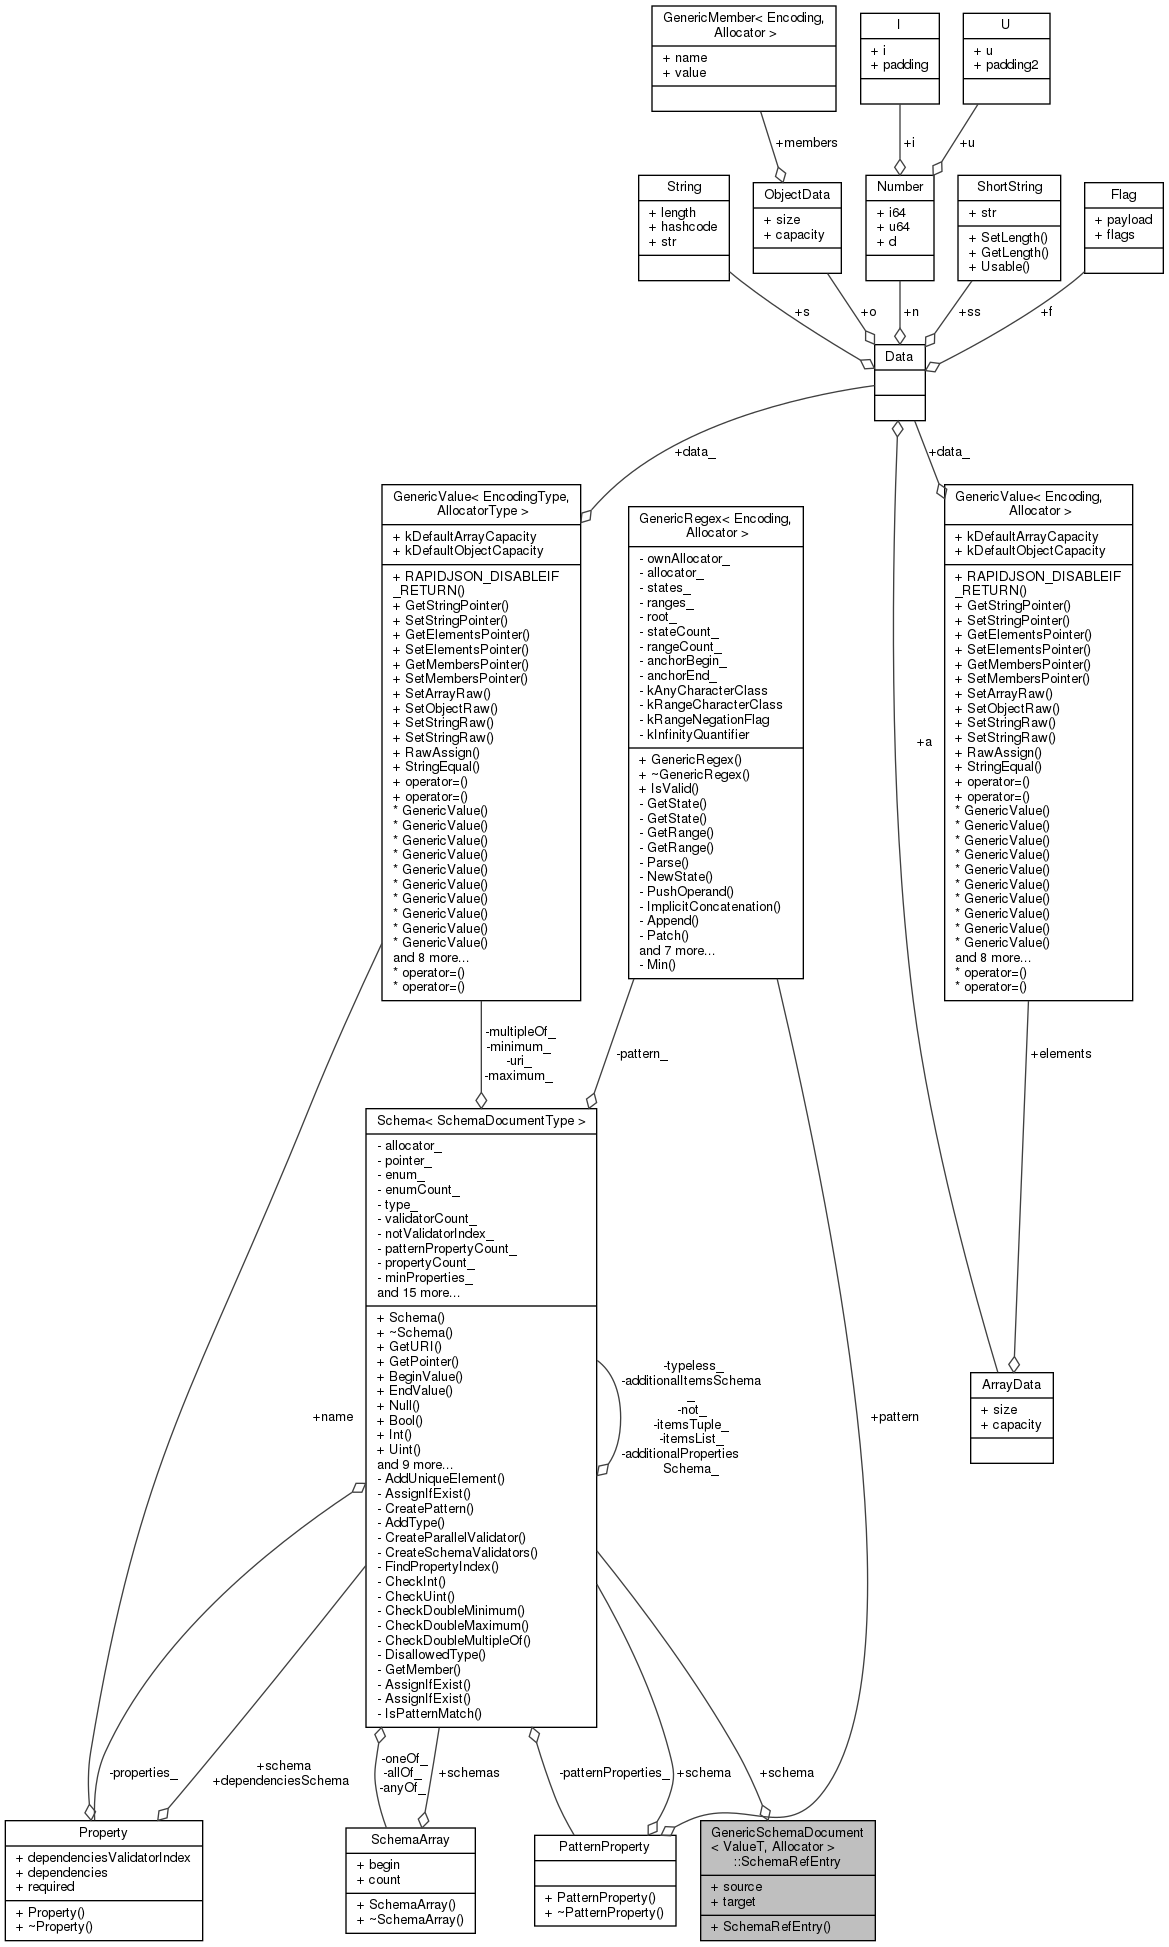 GenericMember< Encoding,
Allocator >
+ name
+ value
I
+ i
+ padding
U
+ u
+ padding2
+members
+i
+u
String
+ length
+ hashcode
+ str
ObjectData
+ size
+ capacity
Number
+ i64
+ u64
+ d
ShortString
+ str
+ SetLength()
+ GetLength()
+ Usable()
Flag
+ payload
+ flags
+s
+o
+n
+ss
+f
Data
+data_
+data_
GenericValue< EncodingType,
AllocatorType >
+ kDefaultArrayCapacity
+ kDefaultObjectCapacity
+ RAPIDJSON_DISABLEIF
_RETURN()
+ GetStringPointer()
+ SetStringPointer()
+ GetElementsPointer()
+ SetElementsPointer()
+ GetMembersPointer()
+ SetMembersPointer()
+ SetArrayRaw()
+ SetObjectRaw()
+ SetStringRaw()
+ SetStringRaw()
+ RawAssign()
+ StringEqual()
+ operator=()
+ operator=()
* GenericValue()
* GenericValue()
* GenericValue()
* GenericValue()
* GenericValue()
* GenericValue()
* GenericValue()
* GenericValue()
* GenericValue()
* GenericValue()
and 8 more...
* operator=()
* operator=()
GenericRegex< Encoding,
Allocator >
- ownAllocator_
- allocator_
- states_
- ranges_
- root_
- stateCount_
- rangeCount_
- anchorBegin_
- anchorEnd_
- kAnyCharacterClass
- kRangeCharacterClass
- kRangeNegationFlag
- kInfinityQuantifier
+ GenericRegex()
+ ~GenericRegex()
+ IsValid()
- GetState()
- GetState()
- GetRange()
- GetRange()
- Parse()
- NewState()
- PushOperand()
- ImplicitConcatenation()
- Append()
- Patch()
and 7 more...
- Min()
+a
GenericValue< Encoding,
Allocator >
+ kDefaultArrayCapacity
+ kDefaultObjectCapacity
+ RAPIDJSON_DISABLEIF
_RETURN()
+ GetStringPointer()
+ SetStringPointer()
+ GetElementsPointer()
+ SetElementsPointer()
+ GetMembersPointer()
+ SetMembersPointer()
+ SetArrayRaw()
+ SetObjectRaw()
+ SetStringRaw()
+ SetStringRaw()
+ RawAssign()
+ StringEqual()
+ operator=()
+ operator=()
* GenericValue()
* GenericValue()
* GenericValue()
* GenericValue()
* GenericValue()
* GenericValue()
* GenericValue()
* GenericValue()
* GenericValue()
* GenericValue()
and 8 more...
* operator=()
* operator=()
-multipleOf_
-minimum_
-uri_
-maximum_
-pattern_
+elements
Schema< SchemaDocumentType >
- allocator_
- pointer_
- enum_
- enumCount_
- type_
- validatorCount_
- notValidatorIndex_
- patternPropertyCount_
- propertyCount_
- minProperties_
and 15 more...
+ Schema()
+ ~Schema()
+ GetURI()
+ GetPointer()
+ BeginValue()
+ EndValue()
+ Null()
+ Bool()
+ Int()
+ Uint()
and 9 more...
- AddUniqueElement()
- AssignIfExist()
- CreatePattern()
- AddType()
- CreateParallelValidator()
- CreateSchemaValidators()
- FindPropertyIndex()
- CheckInt()
- CheckUint()
- CheckDoubleMinimum()
- CheckDoubleMaximum()
- CheckDoubleMultipleOf()
- DisallowedType()
- GetMember()
- AssignIfExist()
- AssignIfExist()
- IsPatternMatch()
+name
-typeless_
-additionalItemsSchema
_
-not_
-itemsTuple_
-itemsList_
-additionalProperties
Schema_
+pattern
ArrayData
+ size
+ capacity
-properties_
+schema
+dependenciesSchema
-oneOf_
-allOf_
-anyOf_
+schemas
-patternProperties_
+schema
+schema
Property
+ dependenciesValidatorIndex
+ dependencies
+ required
+ Property()
+ ~Property()
SchemaArray
+ begin
+ count
+ SchemaArray()
+ ~SchemaArray()
PatternProperty
+ PatternProperty()
+ ~PatternProperty()
GenericSchemaDocument
< ValueT, Allocator >
::SchemaRefEntry
+ source
+ target
+ SchemaRefEntry()